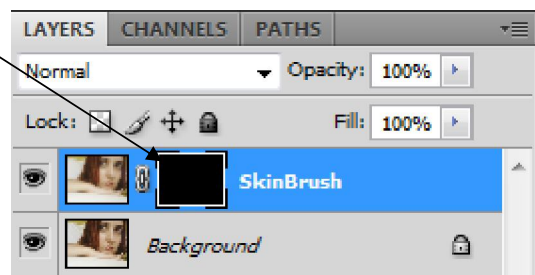 LAYERS CHANNELS PATHS
Normal Opacity: 100%
Lock: Fill: 100%
SkinBrush
Background